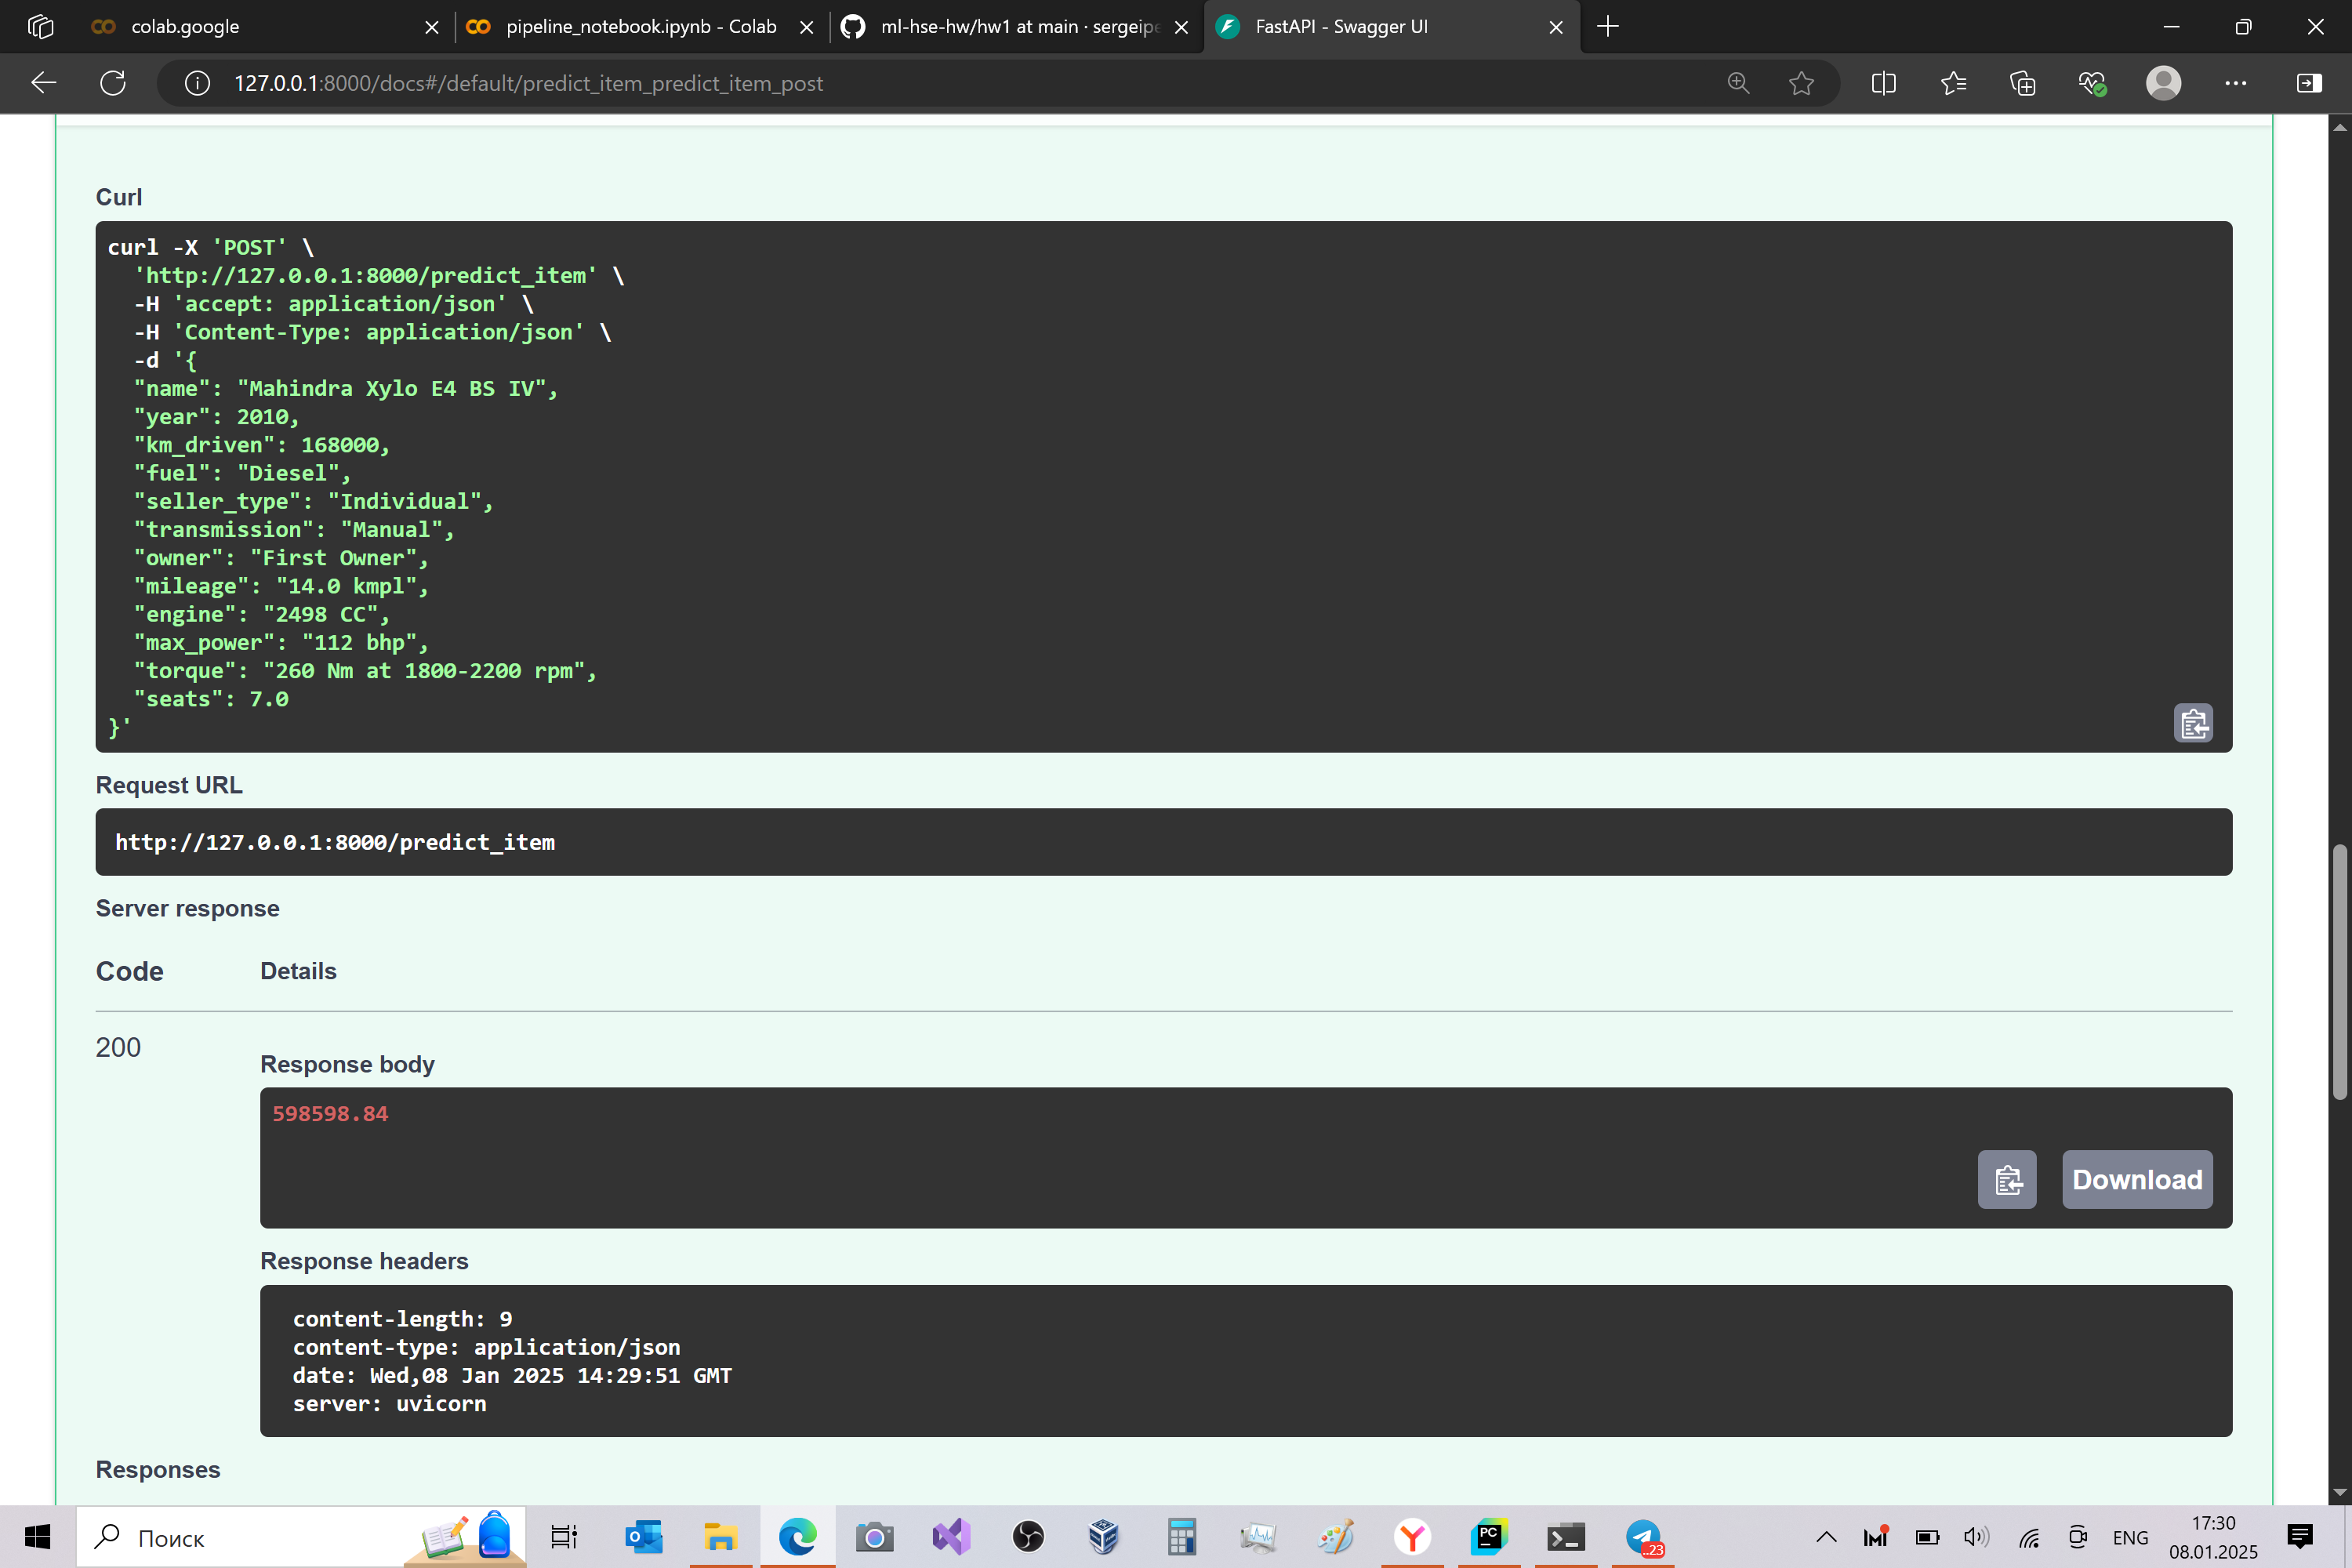 colab.google
pipeline_notebook.ipynb - Colab
ml-hse-hw/hw1 at main · sergeipe
FastAPI - Swagger UI
127.0.0.1:8000/docs#/default/predict_item_predict_item_post
Curl
curl -X 'POST' \
'http://127.0.0.1:8000/predict_item' \
-H 'accept: application/json' \
-H 'Content-Type: application/json' \
-d '{
"name": "Mahindra Xylo E4 BS IV",
"year": 2010,
"km_driven": 168000,
"fuel": "Diesel",
"seller_type": "Individual",
"transmission": "Manual",
"owner": "First Owner",
"mileage": "14.0 kmpl",
"engine": "2498 CC",
"max_power": "112 bhp",
"torque": "260 Nm at 1800-2200 rpm",
"seats": 7.0
}'
Request URL
http://127.0.0.1:8000/predict_item
Server response
Code
Details
200
Response body
598598.84
Download
Response headers
content-length: 9
content-type: application/json
date: Wed,08 Jan 2025 14:29:51 GMT
server: uvicorn
Responses
Поиск
PC
..23
ENG
17:30
08.01.2025